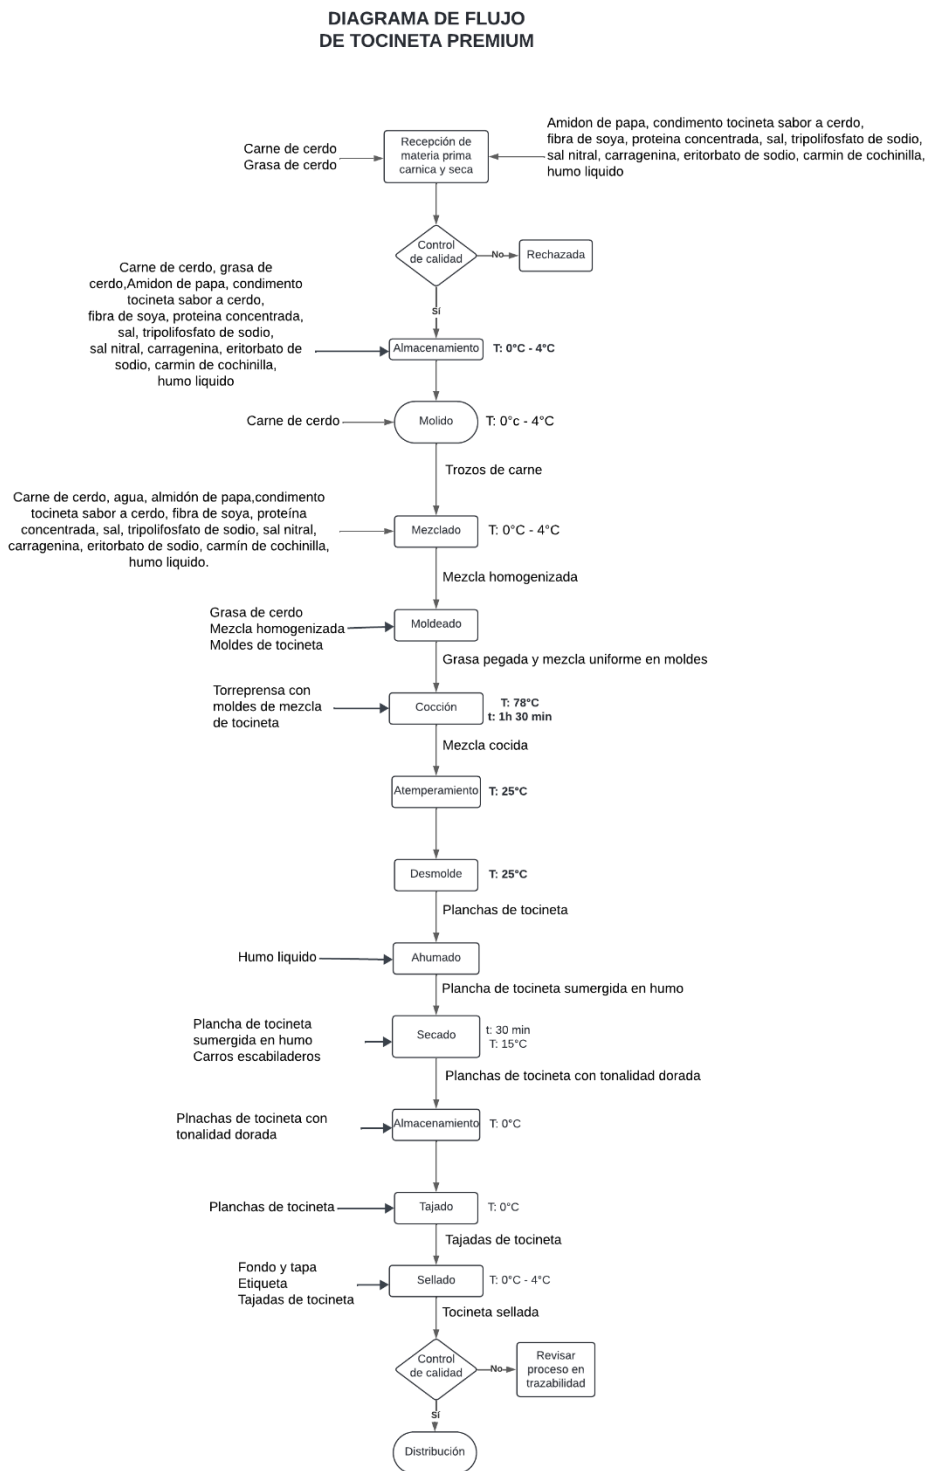 DIAGRAMA DE FLUJO
DE TOCINETA PREMIUM
Carne de cerdo
Grasa de cerdo
Recepción de
materia prima
carnica y seca
Amidon de papa, condimento tocineta sabor a cerdo,
fibra de soya, proteina concentrada, sal, tripolifosfato de sodio,
sal nitral, carragenina, eritorbato de sodio, carmin de cochinilla,
humo liquido
Control
de calidad
No
Rechazada
Sí
Carne de cerdo, grasa de
cerdo,Amidon de papa, condimento
tocineta sabor a cerdo,
fibra de soya, proteina concentrada,
sal, tripolifosfato de sodio,
sal nitral, carragenina, eritorbato de
sodio, carmin de cochinilla,
humo liquido
Almacenamiento
T: 0°C - 4°C
Carne de cerdo
Molido
T: 0°c - 4°C
Trozos de carne
Carne de cerdo, agua, almidón de papa,condimento
tocineta sabor a cerdo, fibra de soya, proteína
concentrada, sal, tripolifosfato de sodio, sal nitral,
carragenina, eritorbato de sodio, carmín de cochinilla,
humo liquido.
Mezclado
T: 0°C - 4°C
Mezcla homogenizada
Grasa de cerdo
Mezcla homogenizada
Moldes de tocineta
Moldeado
Grasa pegada y mezcla uniforme en moldes
Torreprensa con
moldes de mezcla
de tocineta
Cocción
T: 78°C
t: 1h 30 min
Mezcla cocida
Atemperamiento
T: 25°C
Desmolde
T: 25°C
Planchas de tocineta
Humo liquido
Ahumado
Plancha de tocineta sumergida en humo
Plancha de tocineta
sumergida en humo
Carros escabiladeros
Secado
t: 30 min
T: 15°C
Planchas de tocineta con tonalidad dorada
Plnachas de tocineta con
tonalidad dorada
Almacenamiento
T: 0°C
Planchas de tocineta
Tajado
T: 0°C
Tajadas de tocineta
Fondo y tapa
Etiqueta
Tajadas de tocineta
Sellado
T: 0°C - 4°C
Tocineta sellada
Control
de calidad
No
Revisar
proceso en
trazabilidad
Sí
Distribución